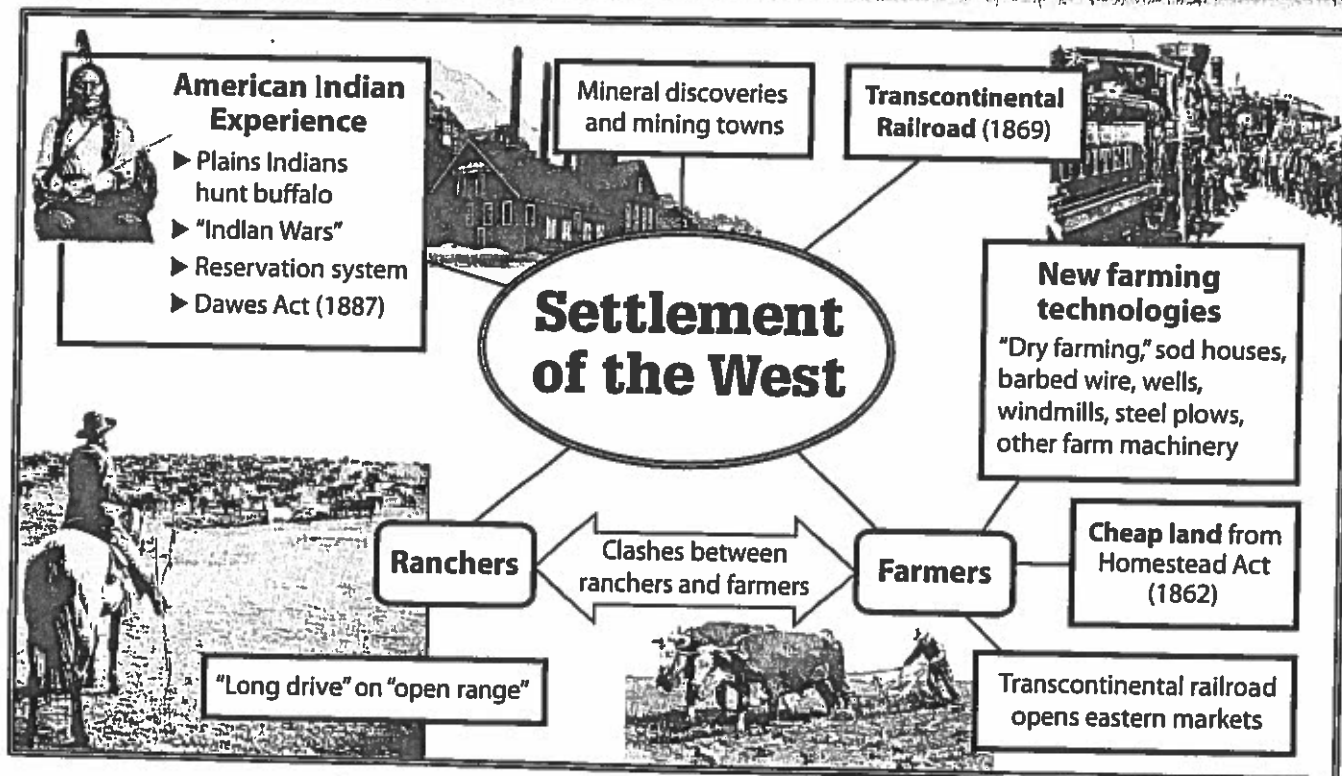 American Indian
Experience
▶ Plains Indians
hunt buffalo
▶ "Indian Wars"
▶ Reservation system
▶ Dawes Act (1887)
Mineral discoveries
and mining towns
Transcontinental
Railroad (1869)
Settlement
of the West
New farming
technologies
"Dry farming," sod houses,
barbed wire, wells,
windmills, steel plows,
other farm machinery
Ranchers
Clashes between
ranchers and farmers
Farmers
Cheap land from
Homestead Act
(1862)
"Long drive" on "open range"
Transcontinental railroad
opens eastern markets